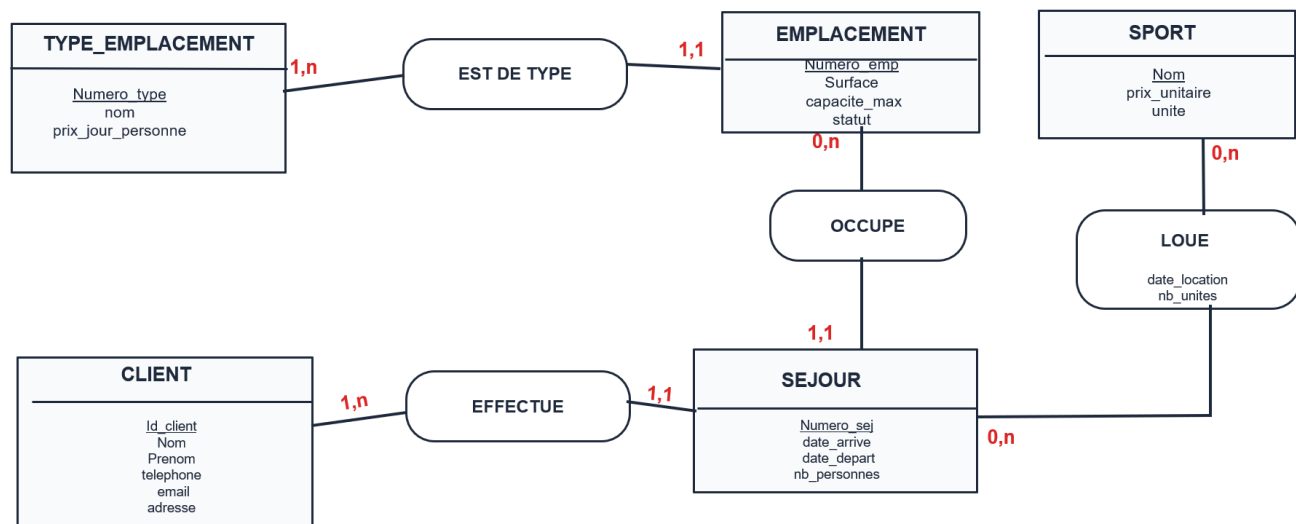 TYPE_EMPLACEMENT
Numero_type
nom
prix_jour_personne
1,n
EST DE TYPE
1,1
EMPLACEMENT
Numero_emp
Surface
capacite_max
statut
0,n
SPORT
Nom
prix_unitaire
unite
0,n
OCCUPE
LOUE
date_location
nb_unites
1,1
CLIENT
Id_client
Nom
Prenom
telephone
email
adresse
1,n
EFFECTUE
1,1
SEJOUR
Numero_sej
date_arrive
date_depart
nb_personnes
0,n